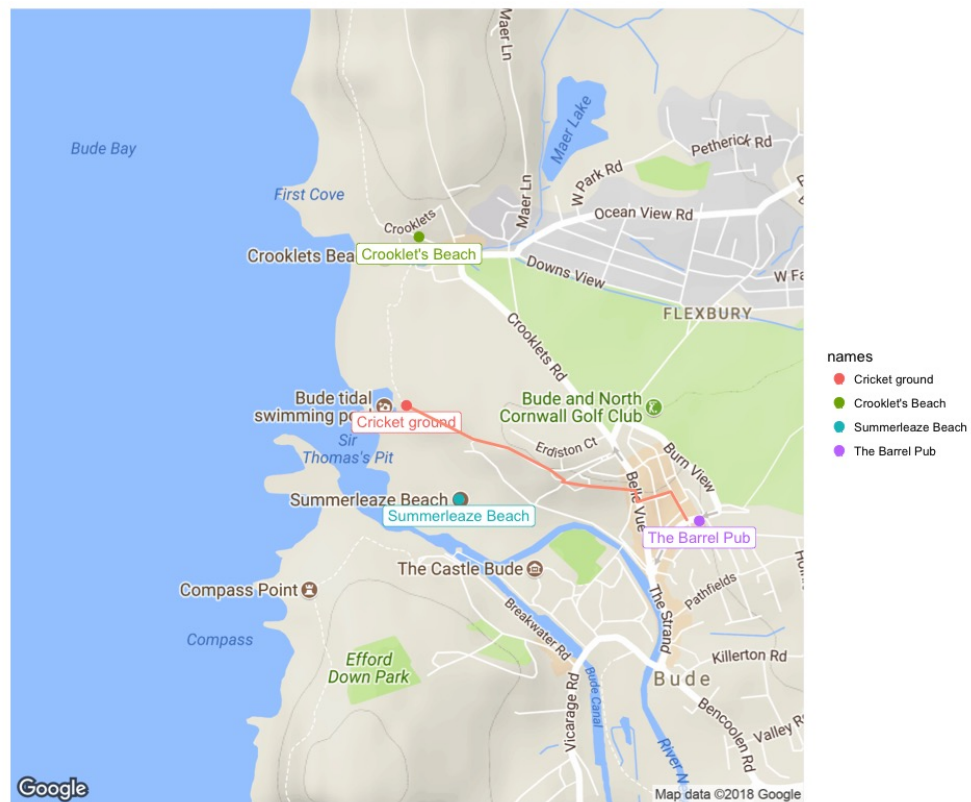 Maer Ln
Bude Bay
Maer Lake
Petherick Rd
W Park Rd
First Cove
Maer Ln
Ocean View Rd
Crooklets
Crooklets Bea
Crooklet's Beach
Downs View
W Fa
FLEXBURY
Crooklets Rd
names
Cricket ground
Crooklet's Beach
Summerleaze Beach
The Barrel Pub
Bude tidal
swimming po
Cricket ground
Bude and North
Cornwall Golf Club
Sir
Thomas's Pit
Erdiston Ct
Burn View
Belle Vue
Summerleaze Beach
Summerleaze Beach
The Barrel Pub
The Castle Bude
Compass Point
Pathfields
Breakwater Rd
The Strand
Compass
Efford
Down Park
Killerton Rd
Bude
Vicarage Rd
Bude Canal
Bencoolen Rd
Valley Rd
River N
Google
Map data ©2018 Google